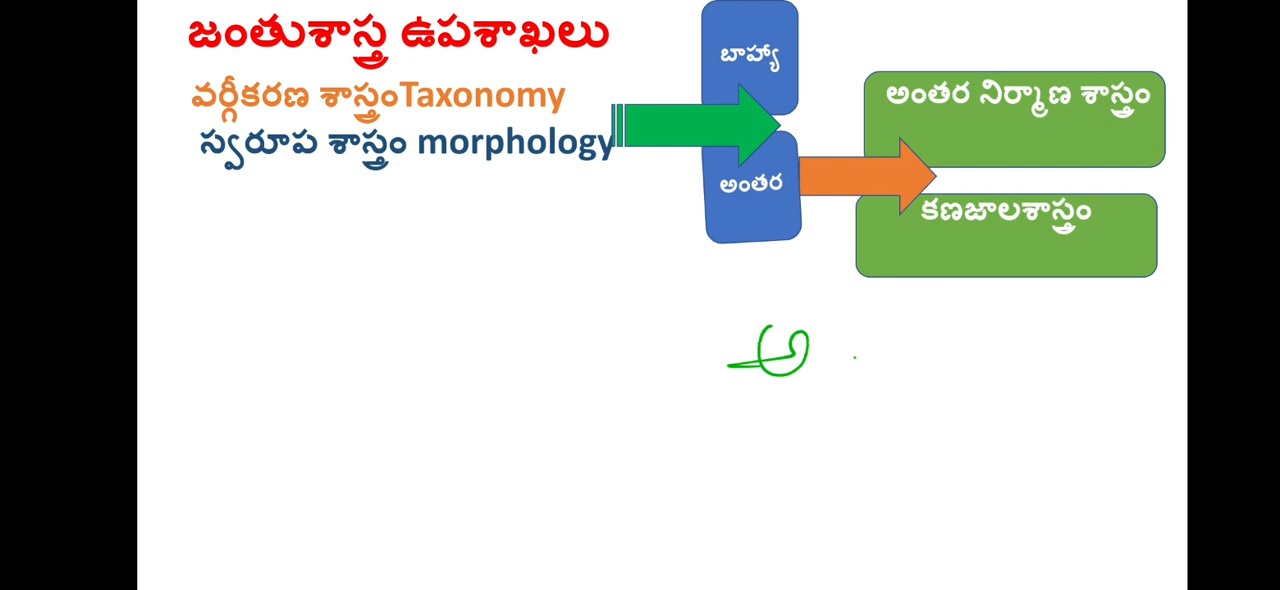 జంతుశాస్త్ర ఉపశాఖలు
వర్గీకరణ శాస్త్రంTaxonomy
స్వరూప శాస్త్రం morphology
బాహ్యా
అంతర
అంతర నిర్మాణ శాస్త్రం
కణజాలశాస్త్రం
అ